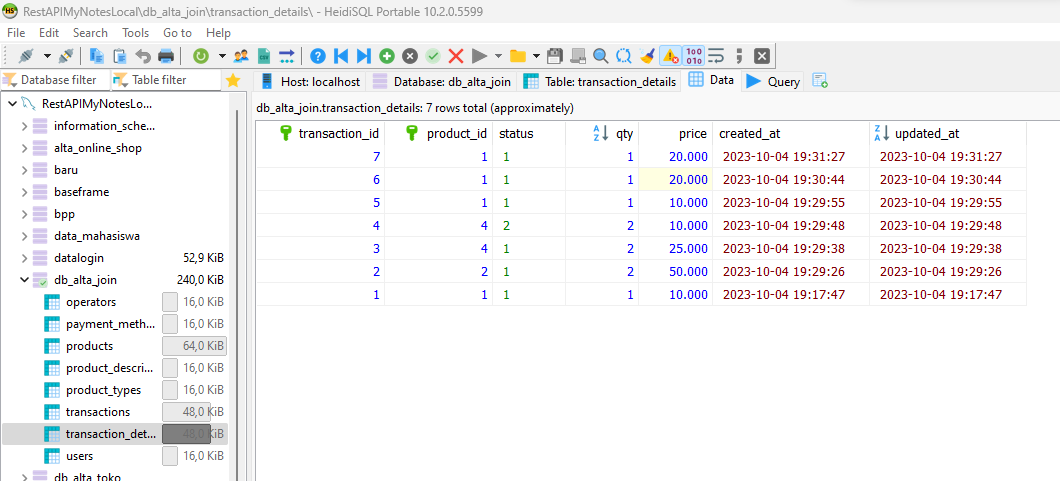 RestAPIMyNotesLocal\db_alta_join\transaction_details\ - HeidiSQL Portable 10.2.0.5599
File Edit Search Tools Go to Help
Database filter Table filter
Host: localhost Database: db_alta_join Table: transaction_details Data Query
RestAPIMyNotesLo...
information_sche...
alta_online_shop
baru
baseframe
bpp
data_mahasiswa
datalogin 52,9 KiB
db_alta_join 240,0 KiB
operators 16,0 KiB
payment_meth... 16,0 KiB
products 64,0 KiB
product_descri... 16,0 KiB
product_types 16,0 KiB
transactions 48,0 KiB
transaction_det... 48,0 KiB
users 16,0 KiB
db_alta_toko
db_alta_join.transaction_details: 7 rows total (approximately)
transaction_id product_id status qty price created_at updated_at
7 1 1 1 20.000 2023-10-04 19:31:27 2023-10-04 19:31:27
6 1 1 1 20.000 2023-10-04 19:30:44 2023-10-04 19:30:44
5 1 1 1 10.000 2023-10-04 19:29:55 2023-10-04 19:29:55
4 4 2 2 10.000 2023-10-04 19:29:48 2023-10-04 19:29:48
3 4 1 2 25.000 2023-10-04 19:29:38 2023-10-04 19:29:38
2 2 1 2 50.000 2023-10-04 19:29:26 2023-10-04 19:29:26
1 1 1 1 10.000 2023-10-04 19:17:47 2023-10-04 19:17:47